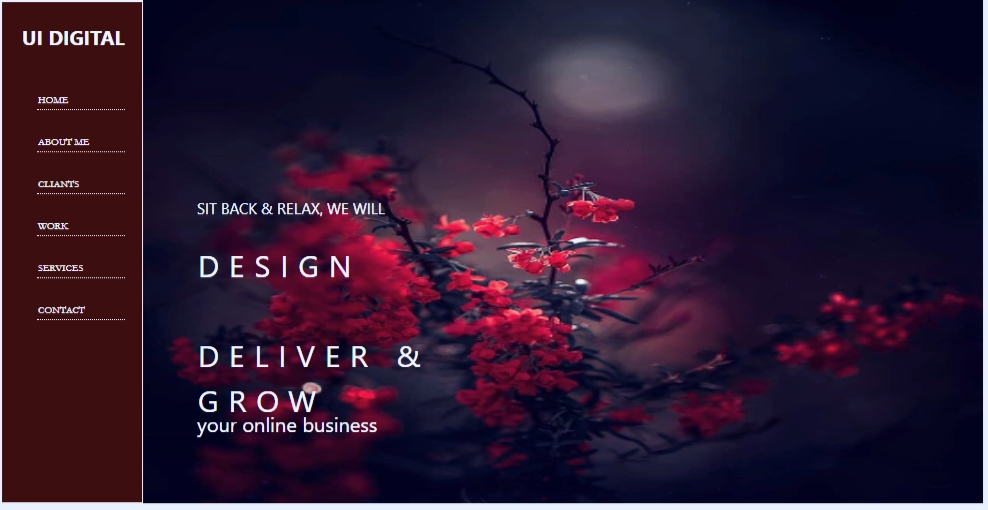 UI DIGITAL
HOME
ABOUT ME
CLIANTS
WORK
SERVICES
CONTACT
SIT BACK & RELAX, WE WILL
DESIGN
DELIVER &
GROW
your online business